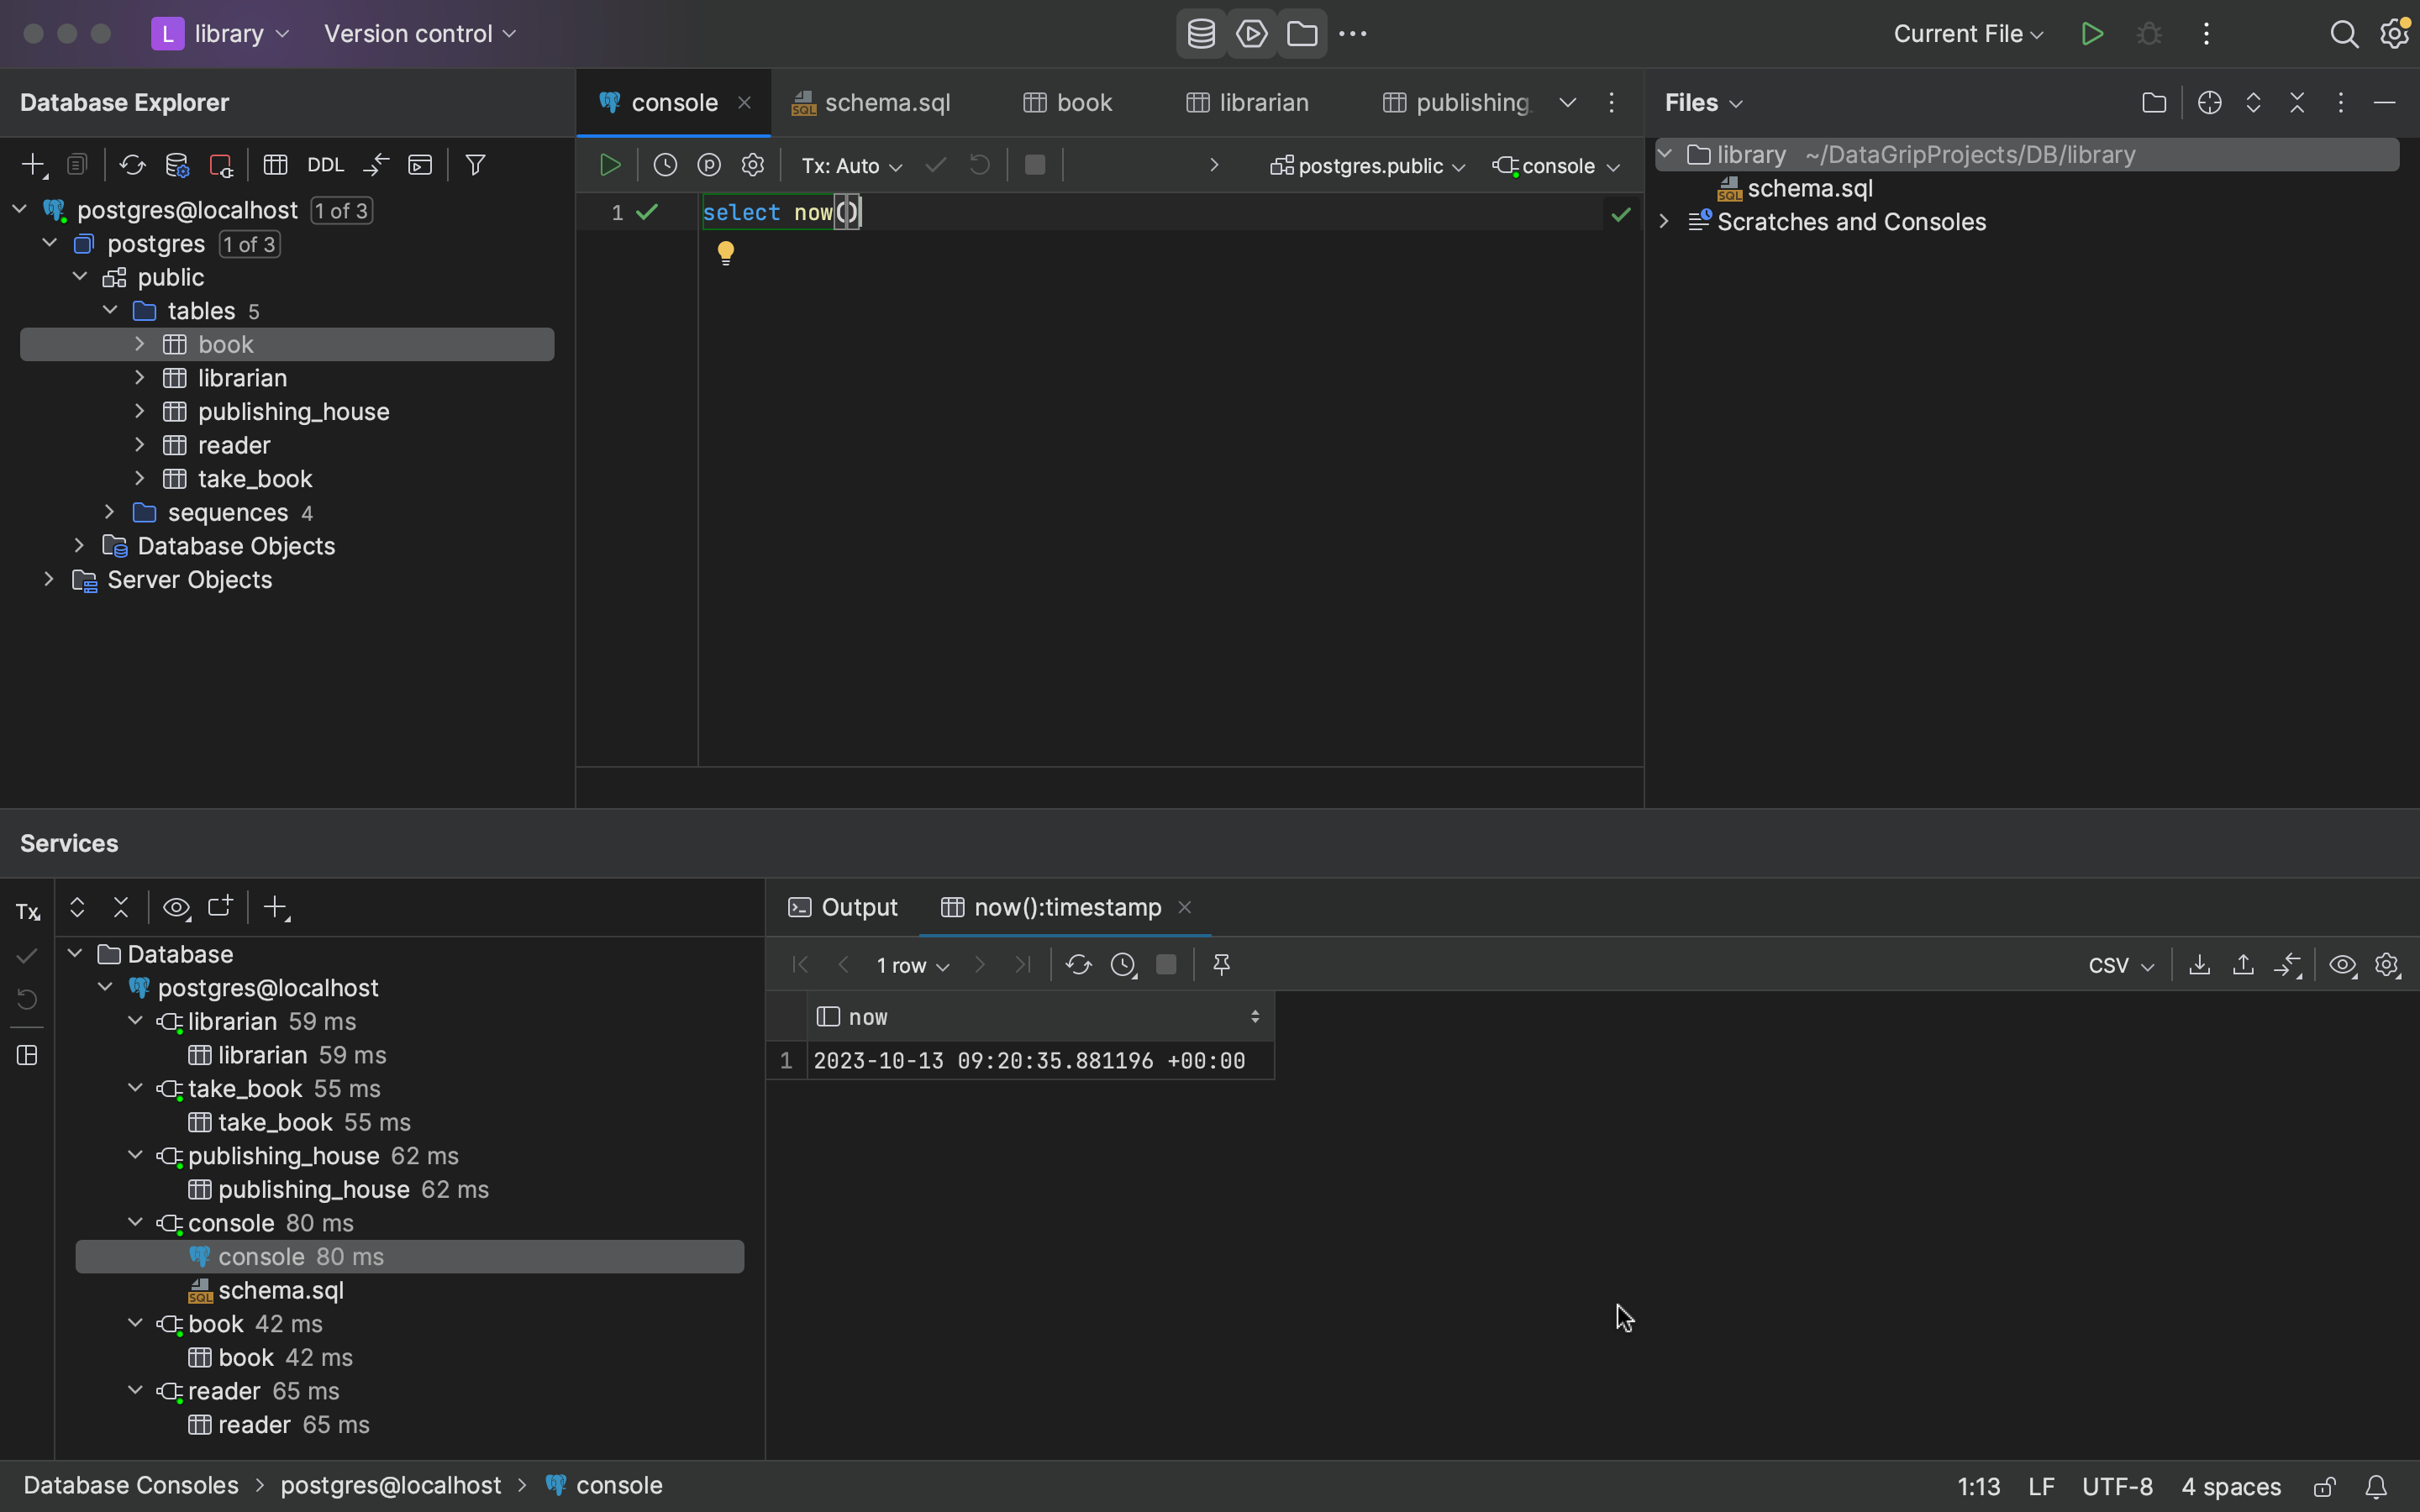 L library Version control Current File
Database Explorer
DDL
postgres@localhost 1 of 3
postgres 1 of 3
public
tables 5
book
librarian
publishing_house
reader
take_book
sequences 4
Database Objects
Server Objects
console schema.sql book librarian publishing_
Tx: Auto postgres.public console
1 select now()
Files
library ~/DataGripProjects/DB/library
schema.sql
Scratches and Consoles
Services
Tx
Database
postgres@localhost
librarian 59 ms
librarian 59 ms
take_book 55 ms
take_book 55 ms
publishing_house 62 ms
publishing_house 62 ms
console 80 ms
console 80 ms
schema.sql
book 42 ms
book 42 ms
reader 65 ms
reader 65 ms
Output now():timestamp
1 row CSV
now
1 2023-10-13 09:20:35.881196 +00:00
Database Consoles > postgres@localhost > console 1:13 LF UTF-8 4 spaces